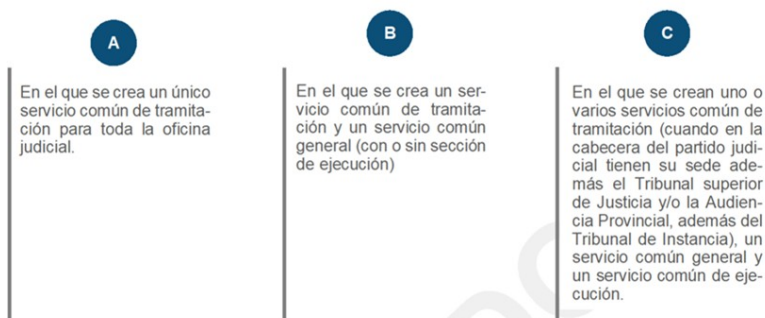 A
En el que se crea un único
servicio común de tramita-
ción para toda la oficina
judicial.
B
En el que se crea un ser-
vicio común de tramita-
ción y un servicio común
general (con o sin sección
de ejecución)
C
En el que se crean uno o
varios servicios común de
tramitación (cuando en la
cabecera del partido judi-
cial tienen su sede ade-
más el Tribunal superior
de Justicia y/o la Audien-
cia Provincial, además del
Tribunal de Instancia), un
servicio común general y
un servicio común de eje-
cución.